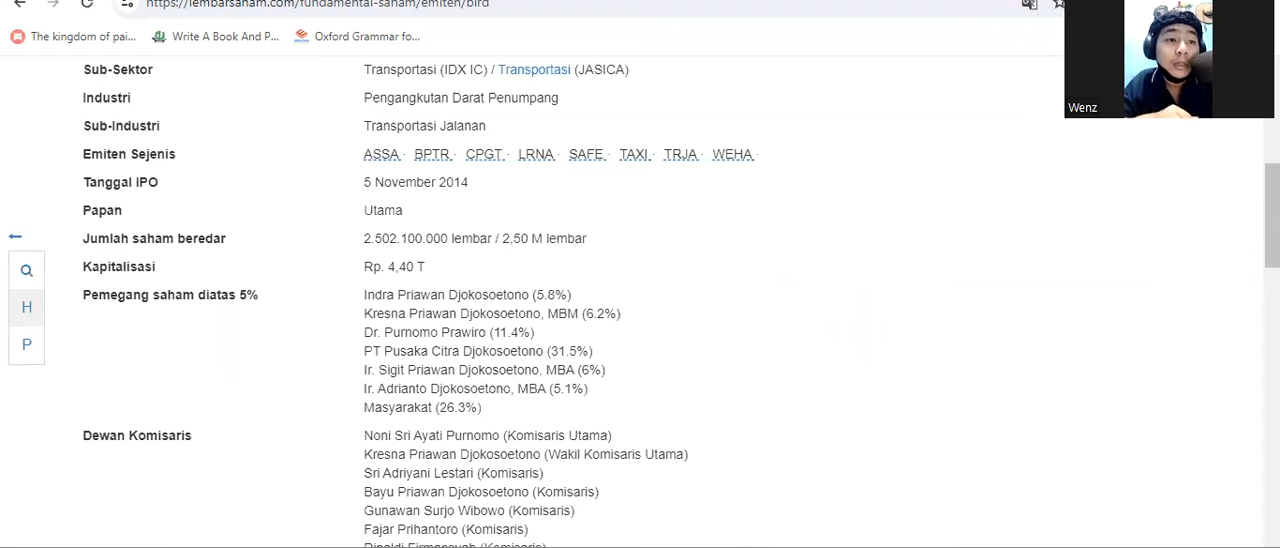 https://lembarsaham.com/fundamental-saham/emiten/bird
The kingdom of pai... Write A Book And P... Oxford Grammar fo...
Wenz
Sub-Sektor Transportasi (IDX IC) / Transportasi (JASICA)
Industri Pengangkutan Darat Penumpang
Sub-Industri Transportasi Jalanan
Emiten Sejenis ASSA BPTR CPGT LRNA SAFE TAXI TRJA WEHA
Tanggal IPO 5 November 2014
Papan Utama
Jumlah saham beredar 2.502.100.000 lembar / 2,50 M lembar
Kapitalisasi Rp. 4,40 T
Pemegang saham diatas 5% Indra Priawan Djokosoetono (5.8%)
Kresna Priawan Djokosoetono, MBM (6.2%)
Dr. Purnomo Prawiro (11.4%)
PT Pusaka Citra Djokosoetono (31.5%)
Ir. Sigit Priawan Djokosoetono, MBA (6%)
Ir. Adrianto Djokosoetono, MBA (5.1%)
Masyarakat (26.3%)
Dewan Komisaris Noni Sri Ayati Purnomo (Komisaris Utama)
Kresna Priawan Djokosoetono (Wakil Komisaris Utama)
Sri Adriyani Lestari (Komisaris)
Bayu Priawan Djokosoetono (Komisaris)
Gunawan Surjo Wibowo (Komisaris)
Fajar Prihantoro (Komisaris)
Rinaldi Firmansyah (Komisaris)
H
P